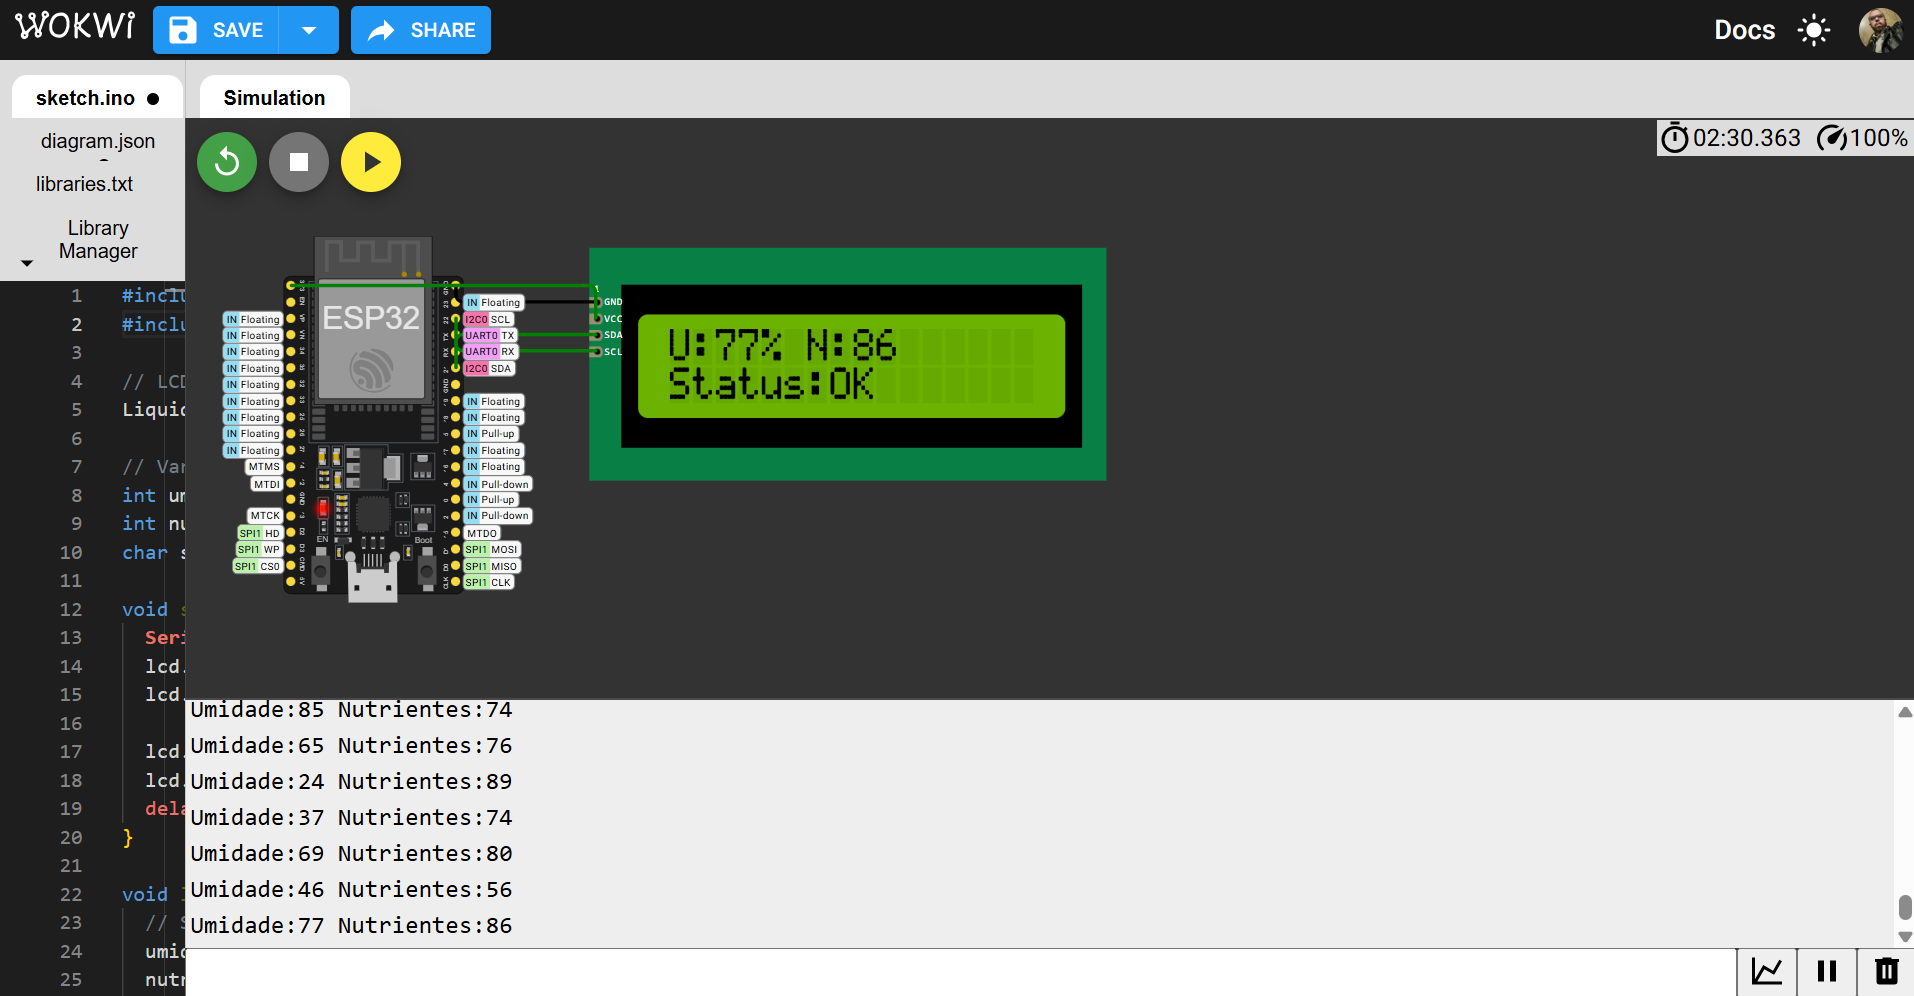 WOKWi
SAVE
SHARE
Docs
sketch.ino ●
Simulation
diagram.json
libraries.txt
Library
Manager
02:30.363 100%
1 #inclu
2 #inclu
3
4 // LCD
5 Liquid
6
7 // Var
8 int um
9 int nu
10 char s
11
12 void s
13 Seri
14 lcd.
15 lcd.
16
17 lcd.
18 lcd.
19 dela
20 }
21
22 void
23 // S
24 umid
25 nutr
ESP32
EN
Boot
IN Floating
IN Floating
IN Floating
IN Floating
IN Floating
IN Floating
IN Floating
IN Floating
IN Floating
MTMS
MTDI
MTCK
SPI1 HD
SPI1 WP
SPI1 CS0
IN Floating
I2C0 SCL
UART0 TX
UART0 RX
I2C0 SDA
IN Floating
IN Floating
IN Pull-up
IN Floating
IN Floating
IN Pull-down
IN Pull-up
IN Pull-down
MTDO
SPI1 MOSI
SPI1 MISO
SPI1 CLK
1
GND
VCC
SDA
SCL
U:77% N:86
Status:OK
Umidade:85 Nutrientes:74
Umidade:65 Nutrientes:76
Umidade:24 Nutrientes:89
Umidade:37 Nutrientes:74
Umidade:69 Nutrientes:80
Umidade:46 Nutrientes:56
Umidade:77 Nutrientes:86